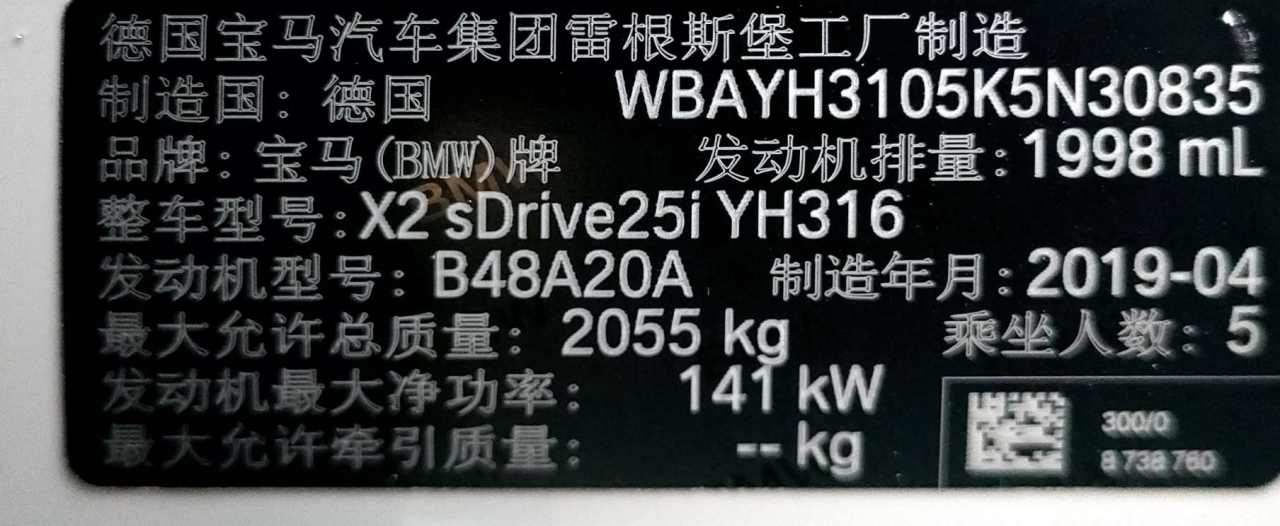 德国宝马汽车集团雷根斯堡工厂制造
制造国：德国 WBAYH3105K5N30835
品牌：宝马(BMW)牌 发动机排量：1998 mL
整车型号：X2 sDrive25i YH316
发动机型号：B48A20A 制造年月：2019-04
最大允许总质量：2055 kg 乘坐人数：5
发动机最大净功率： 141 kW
最大允许牵引质量： -- kg
300/0
8 738 760